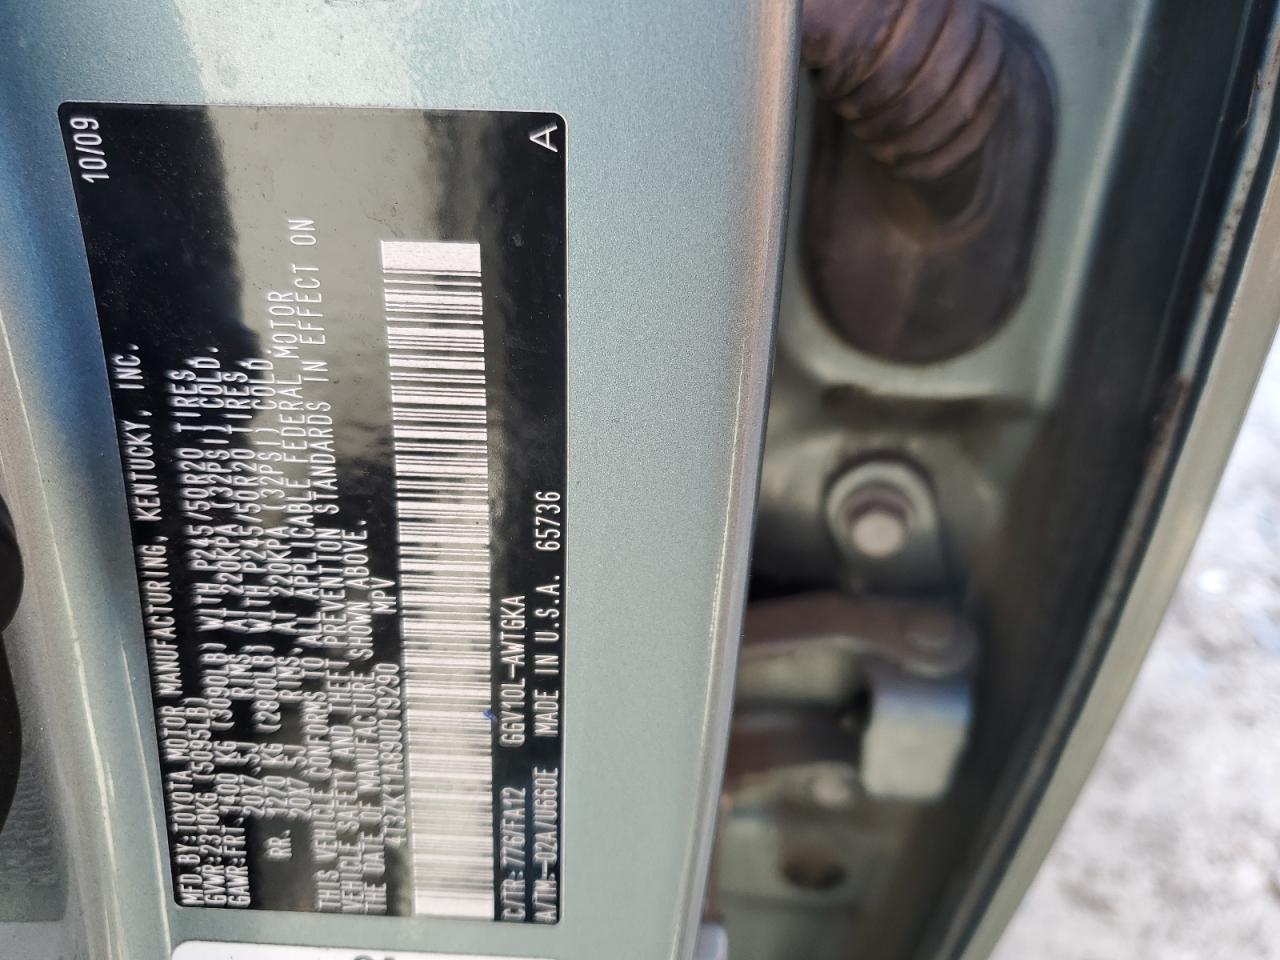 MFD. BY: TOYOTA MOTOR MANUFACTURING, KENTUCKY, INC. 10/09
GVWR: 2310KG (5095LB)
GAWR: FRT. 1400 KG (3090LB) WITH P245/50R20 TIRES,
20X7.5J RIMS, AT 220KPA (32PSI) COLD.
RR. 1270 KG (2800LB) WITH P245/50R20 TIRES,
20X7.5J RIMS, AT 220KPA (32PSI) COLD.
THIS VEHICLE CONFORMS TO ALL APPLICABLE FEDERAL MOTOR
VEHICLE SAFETY AND THEFT PREVENTION STANDARDS IN EFFECT ON
THE DATE OF MANUFACTURE SHOWN ABOVE.
MPV
C/TR: 776/FA12 GGV10L-AWTGKA
A/TM: -02A/U660E MADE IN U.S.A. 65736 A